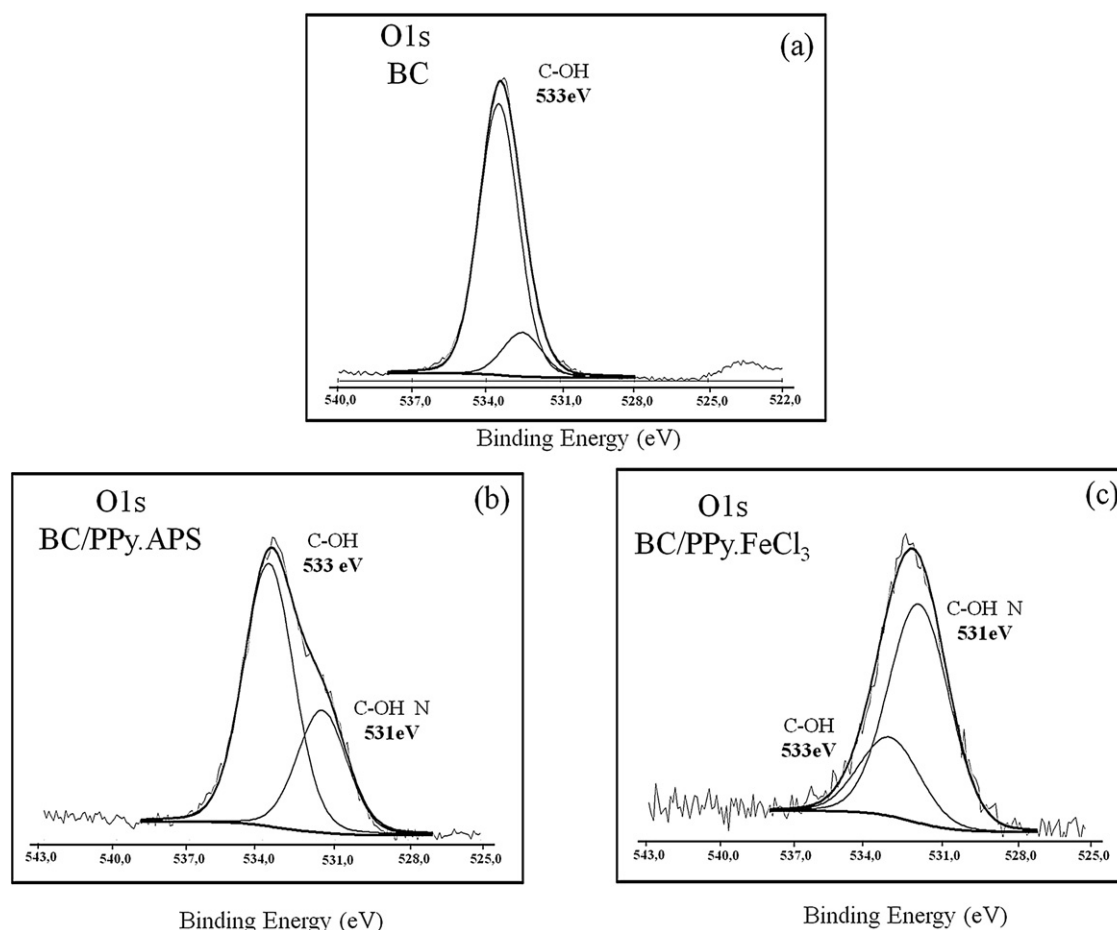 O1s
BC
(a)
C-OH
533eV
540,0 537,0 534,0 531,0 528,0 525,0 522,0
Binding Energy (eV)
O1s
BC/PPy.APS
(b)
C-OH
533 eV
C-OH N
531eV
543,0 540,0 537,0 534,0 531,0 528,0 525,0
Binding Energy (eV)
O1s
BC/PPy.FeCl₃
(c)
C-OH N
531eV
C-OH
533eV
543,0 540,0 537,0 534,0 531,0 528,0 525,0
Binding Energy (eV)